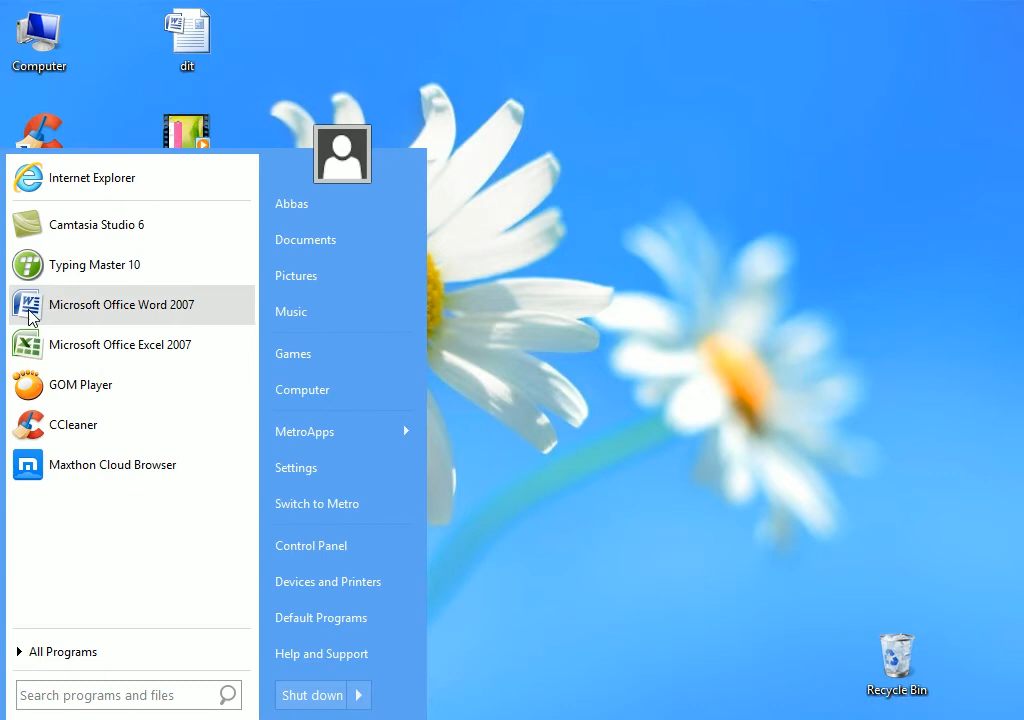 Computer
dit
Internet Explorer
Camtasia Studio 6
Typing Master 10
Microsoft Office Word 2007
Microsoft Office Excel 2007
GOM Player
CCleaner
Maxthon Cloud Browser
All Programs
Search programs and files
Abbas
Documents
Pictures
Music
Games
Computer
MetroApps
Settings
Switch to Metro
Control Panel
Devices and Printers
Default Programs
Help and Support
Shut down
Recycle Bin